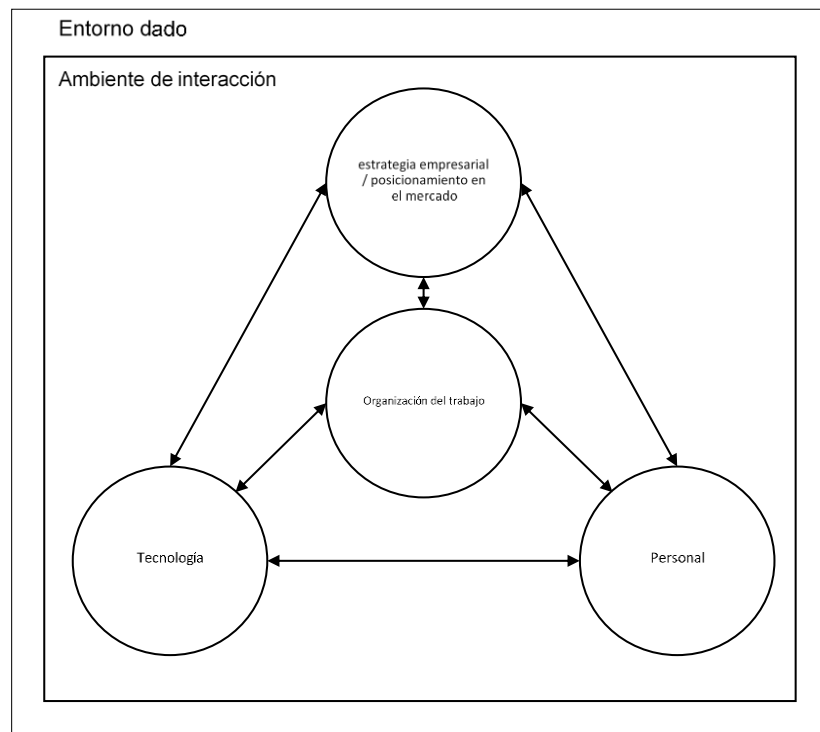 Entorno dado
Ambiente de interacción
estrategia empresarial
/ posicionamiento en
el mercado
Organización del trabajo
Tecnología
Personal